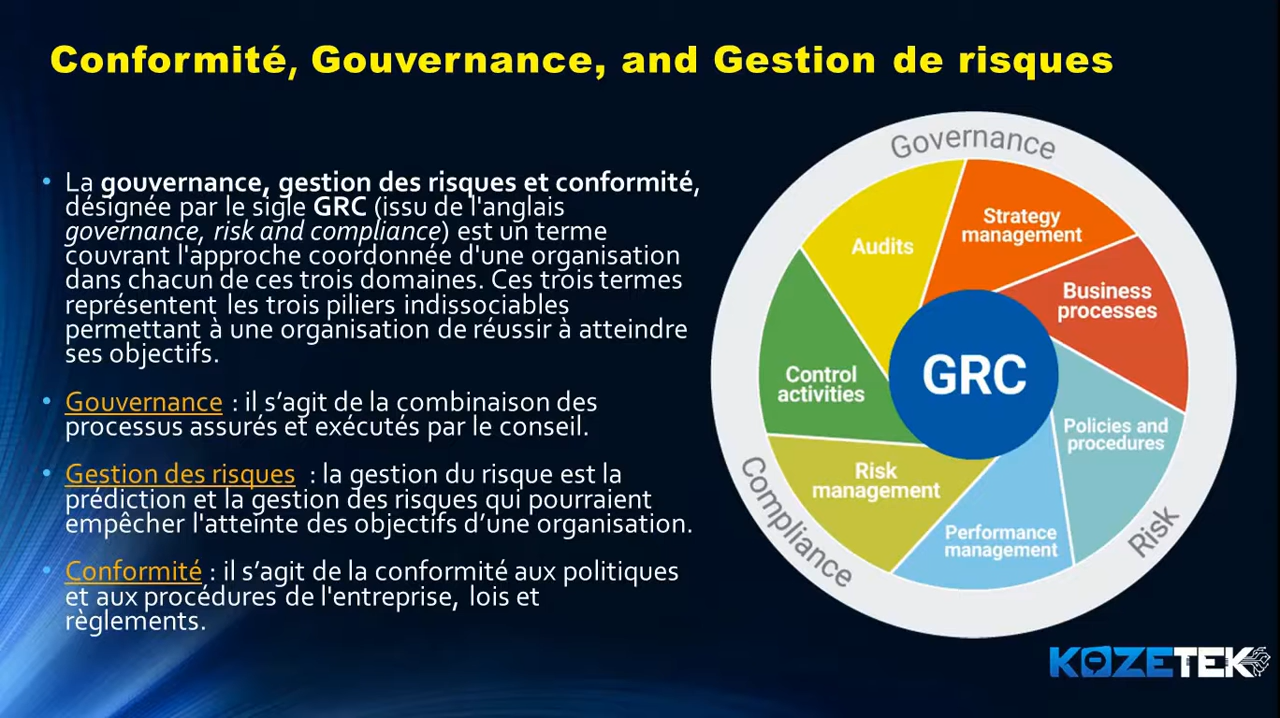 Conformité, Gouvernance, and Gestion de risques
• La gouvernance, gestion des risques et conformité,
désignée par le sigle GRC (issu de l'anglais
governance, risk and compliance) est un terme
couvrant l'approche coordonnée d'une organisation
dans chacun de ces trois domaines. Ces trois termes
représentent les trois piliers indissociables
permettant à une organisation de réussir à atteindre
ses objectifs.
• Gouvernance : il s’agit de la combinaison des
processus assurés et exécutés par le conseil.
• Gestion des risques : la gestion du risque est la
prédiction et la gestion des risques qui pourraient
empêcher l'atteinte des objectifs d’une organisation.
• Conformité : il s’agit de la conformité aux politiques
et aux procédures de l'entreprise, lois et
règlements.
Governance
Audits
Strategy
management
Business
processes
GRC
Control
activities
Policies and
procedures
Risk
management
Performance
management
Compliance
Risk
KOZETEK